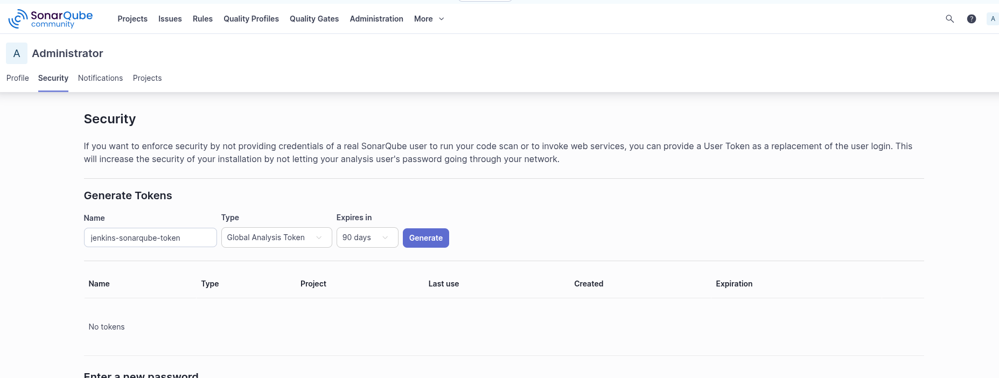 SonarQube community
Projects Issues Rules Quality Profiles Quality Gates Administration More ? A
A Administrator
Profile Security Notifications Projects
Security
If you want to enforce security by not providing credentials of a real SonarQube user to run your code scan or to invoke web services, you can provide a User Token as a replacement of the user login. This
will increase the security of your installation by not letting your analysis user's password going through your network.
Generate Tokens
Name Type Expires in
jenkins-sonarqube-token Global Analysis Token 90 days Generate
Name Type Project Last use Created Expiration
No tokens
Enter a new password